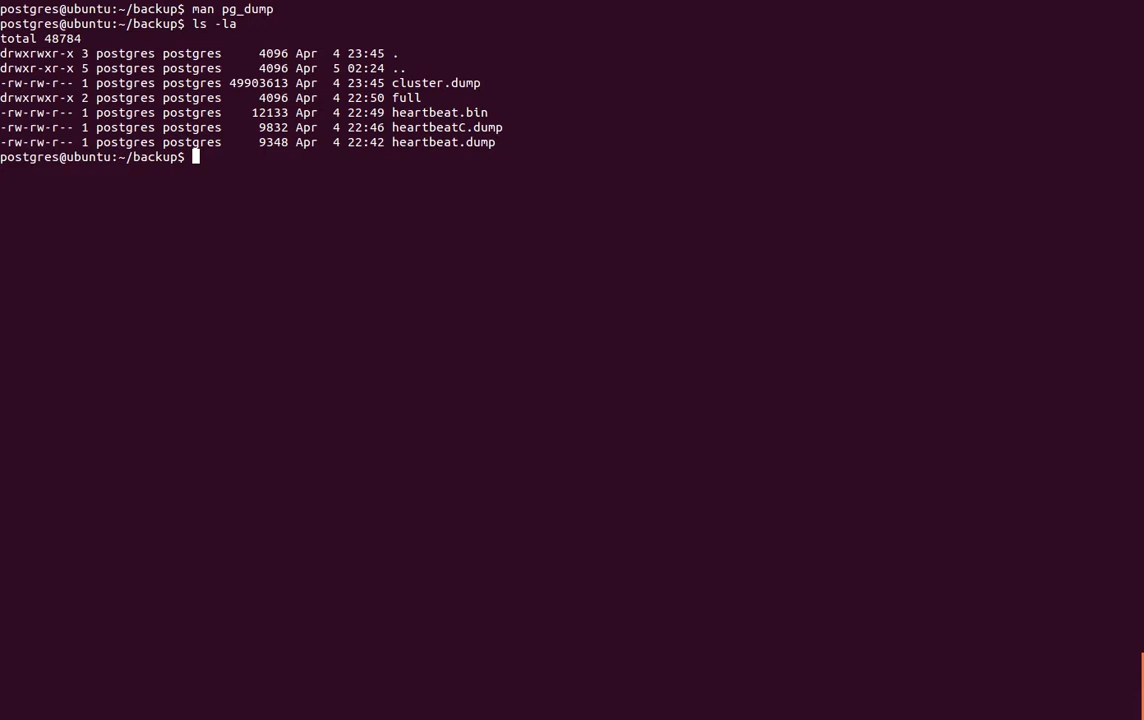 postgres@ubuntu:~/backup$ man pg_dump
postgres@ubuntu:~/backup$ ls -la
total 48784
drwxrwxr-x 3 postgres postgres     4096 Apr  4 23:45 .
drwxr-xr-x 5 postgres postgres     4096 Apr  5 02:24 ..
-rw-rw-r-- 1 postgres postgres 49903613 Apr  4 23:45 cluster.dump
drwxrwxr-x 2 postgres postgres     4096 Apr  4 22:50 full
-rw-rw-r-- 1 postgres postgres    12133 Apr  4 22:49 heartbeat.bin
-rw-rw-r-- 1 postgres postgres     9832 Apr  4 22:46 heartbeatC.dump
-rw-rw-r-- 1 postgres postgres     9348 Apr  4 22:42 heartbeat.dump
postgres@ubuntu:~/backup$